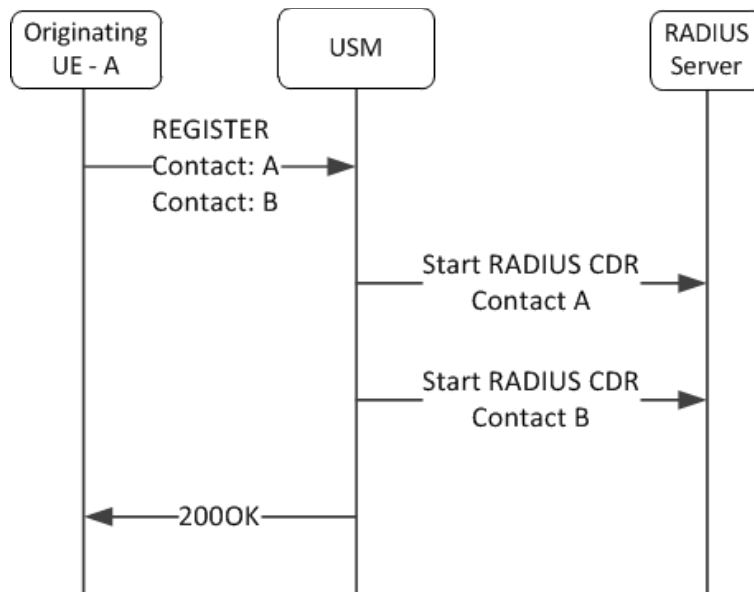 Originating
UE - A
USM
RADIUS
Server
REGISTER
Contact: A
Contact: B
Start RADIUS CDR
Contact A
Start RADIUS CDR
Contact B
200OK